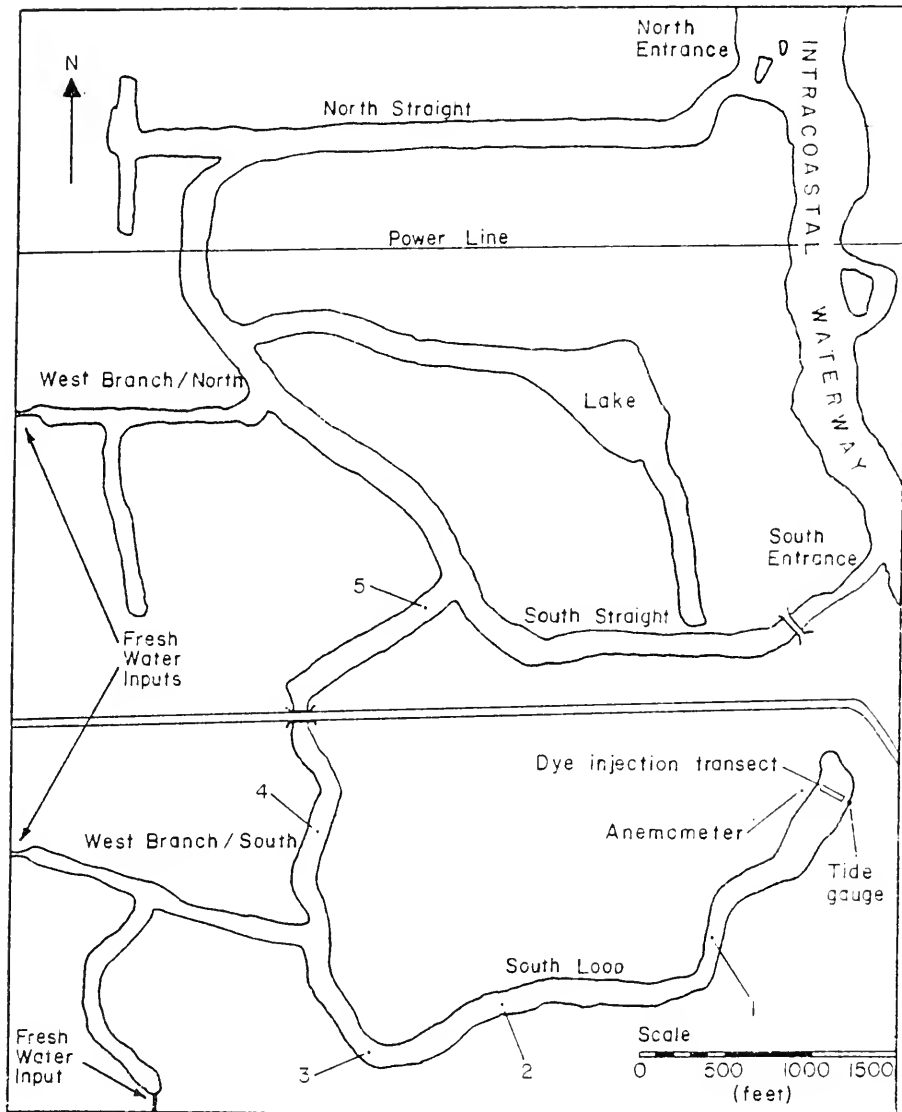 North
Entrance
N
North Straight
INTRACOASTAL
WATERWAY
Power Line
West Branch/North
Lake
South
Entrance
5
South Straight
Fresh
Water
Inputs
Dye injection transect
4
Anemometer
West Branch/South
Tide
gauge
South Loop
1
Fresh
Water
Input
3
2
Scale
0 500 1000 1500
(feet)